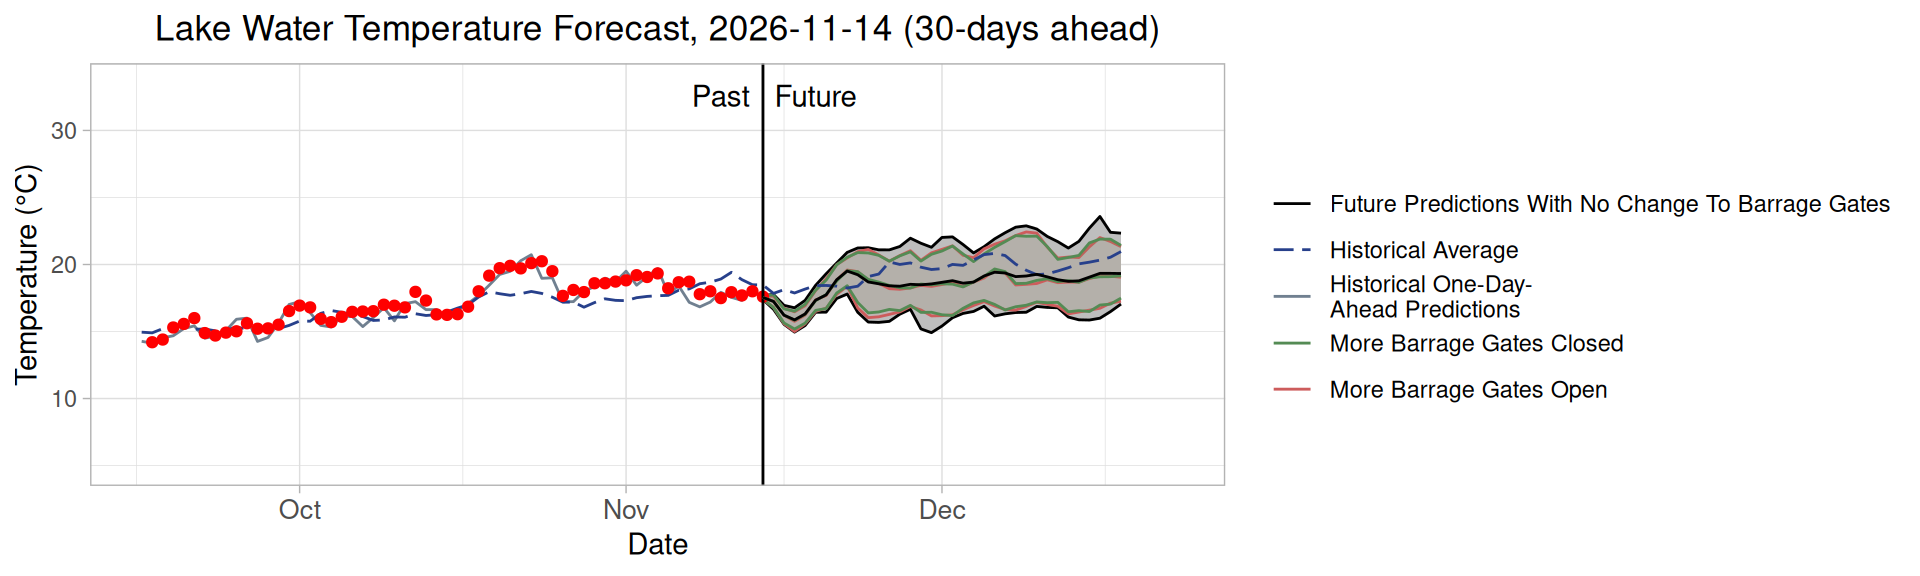 Lake Water Temperature Forecast, 2026-11-14 (30-days ahead)
Past
Future
30
20
10
Temperature (°C)
Oct
Nov
Dec
Date
Future Predictions With No Change To Barrage Gates
Historical Average
Historical One-Day-
Ahead Predictions
More Barrage Gates Closed
More Barrage Gates Open